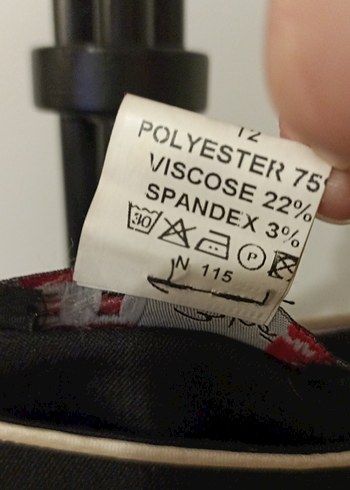 12
POLYESTER 75
VISCOSE 22%
SPANDEX 3%
30 P
N 115